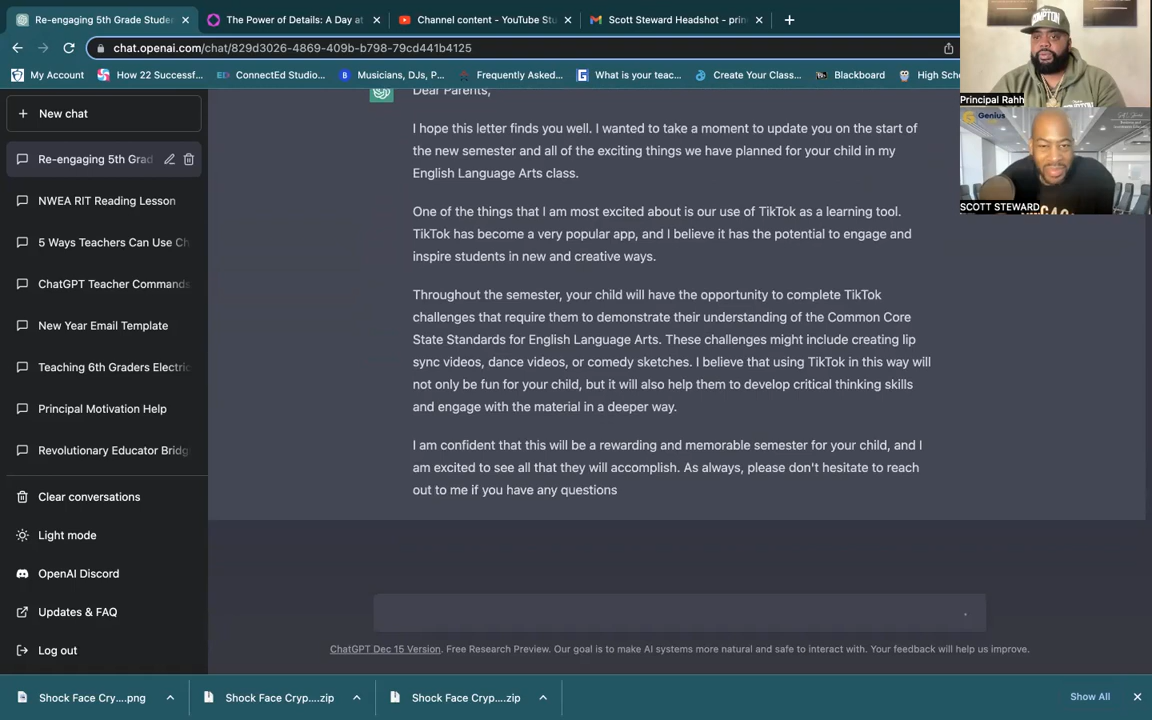 Re-engaging 5th Grade Stude
The Power of Details: A Day at
Channel content - YouTube Stu
Scott Steward Headshot - prin
chat.openai.com/chat/829d3026-4869-409b-b798-79cd441b4125
My Account
How 22 Successf...
ConnectEd Studio...
Musicians, DJs, P...
Frequently Asked...
What is your teac...
Create Your Class...
Blackboard
High Scho
New chat
Re-engaging 5th Grad
NWEA RIT Reading Lesson
5 Ways Teachers Can Use Ch
ChatGPT Teacher Commands
New Year Email Template
Teaching 6th Graders Electric
Principal Motivation Help
Revolutionary Educator Bridg
Clear conversations
Light mode
OpenAI Discord
Updates & FAQ
Log out
Dear Parents,
I hope this letter finds you well. I wanted to take a moment to update you on the start of
the new semester and all of the exciting things we have planned for your child in my
English Language Arts class.
One of the things that I am most excited about is our use of TikTok as a learning tool.
TikTok has become a very popular app, and I believe it has the potential to engage and
inspire students in new and creative ways.
Throughout the semester, your child will have the opportunity to complete TikTok
challenges that require them to demonstrate their understanding of the Common Core
State Standards for English Language Arts. These challenges might include creating lip
sync videos, dance videos, or comedy sketches. I believe that using TikTok in this way will
not only be fun for your child, but it will also help them to develop critical thinking skills
and engage with the material in a deeper way.
I am confident that this will be a rewarding and memorable semester for your child, and I
am excited to see all that they will accomplish. As always, please don't hesitate to reach
out to me if you have any questions
ChatGPT Dec 15 Version. Free Research Preview. Our goal is to make AI systems more natural and safe to interact with. Your feedback will help us improve.
COMPTON
Principal Rahh
Genius
SCOTT STEWARD
Shock Face Cryp....png
Shock Face Cryp....zip
Shock Face Cryp....zip
Show All